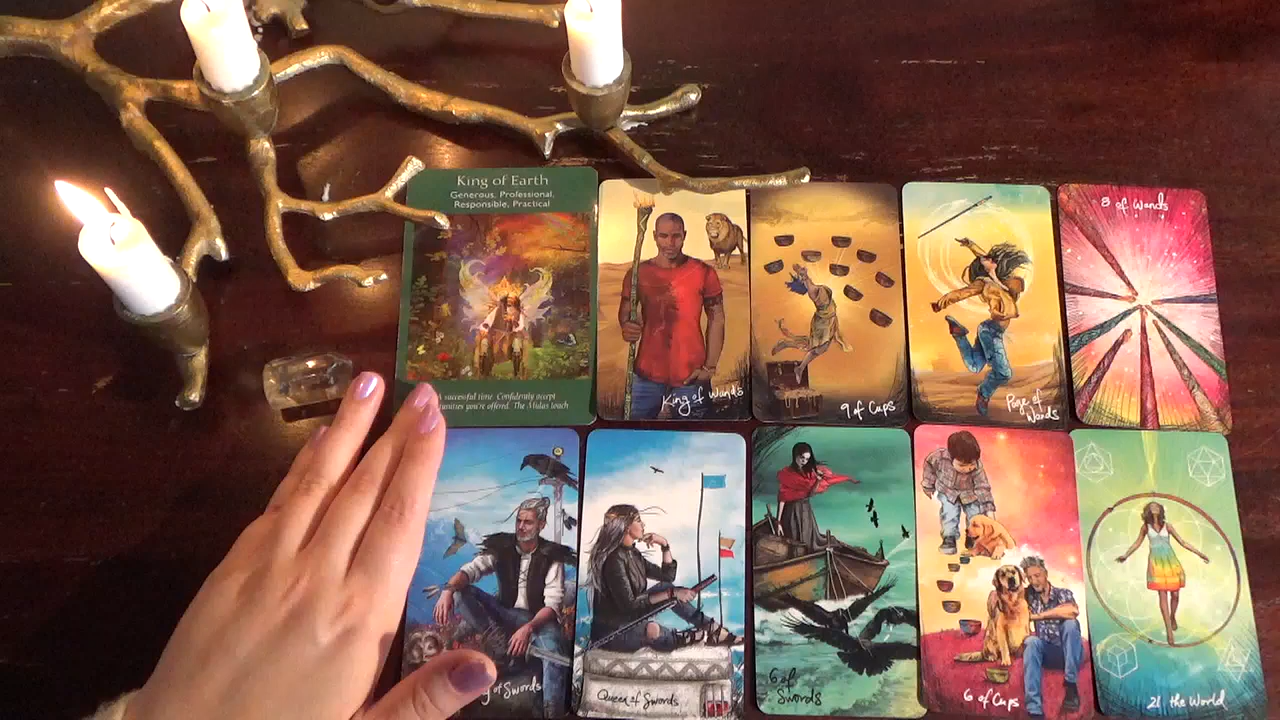 King of Earth
Generous, Professional,
Responsible, Practical
A successful time. Confidently accept
you're offered. The Midas touch
King of Wands
9 of Cups
Page of
Wands
8 of Wands
g of Swords
Queen of Swords
6 of
Swords
6 of Cups
21 the World